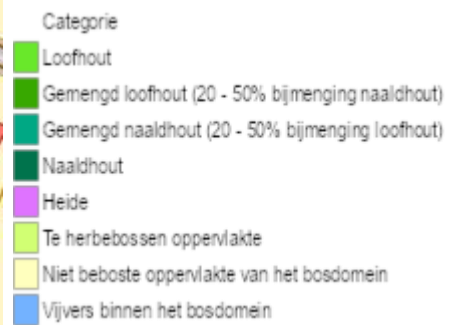 Categorie
Loofhout
Gemengd loofhout (20 - 50% bijmenging naaldhout)
Gemengd naaldhout (20 - 50% bijmenging loofhout)
Naaldhout
Heide
Te herbebossen oppervlakte
Niet beboste oppervlakte van het bosdomein
Vijvers binnen het bosdomein